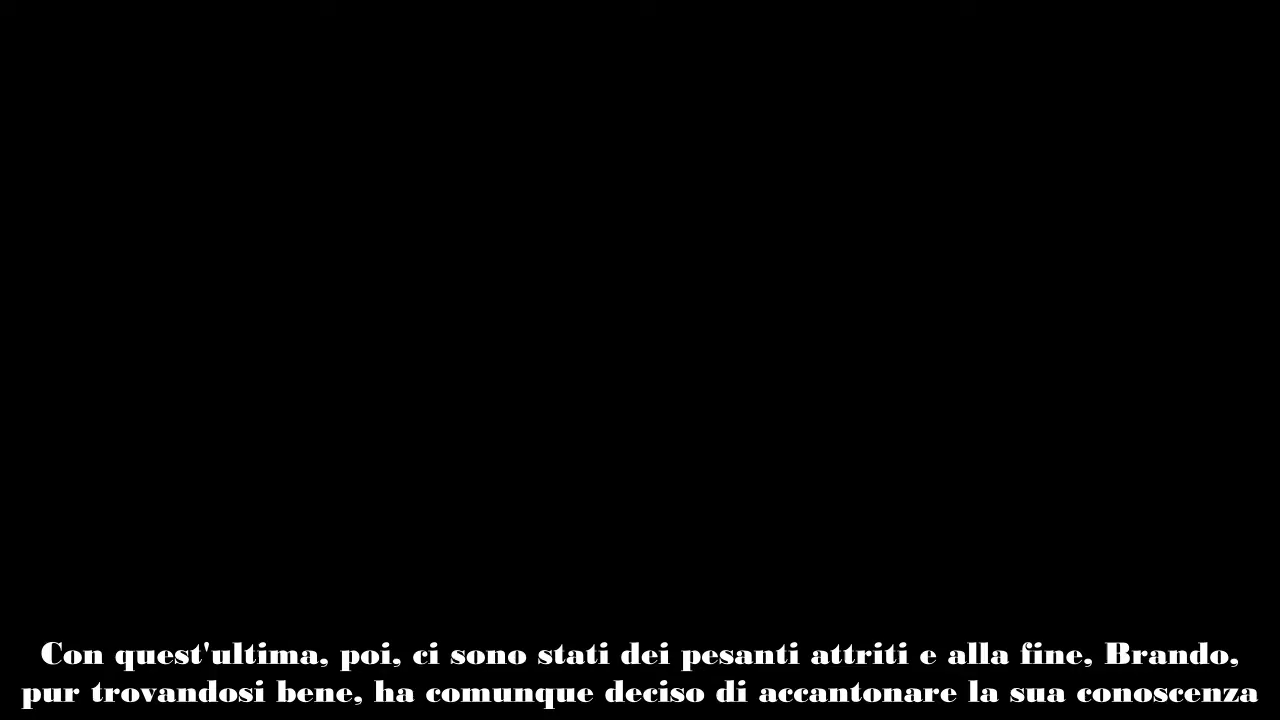 Con quest'ultima, poi, ci sono stati dei pesanti attriti e alla fine, Brando,
pur trovandosi bene, ha comunque deciso di accantonare la sua conoscenza